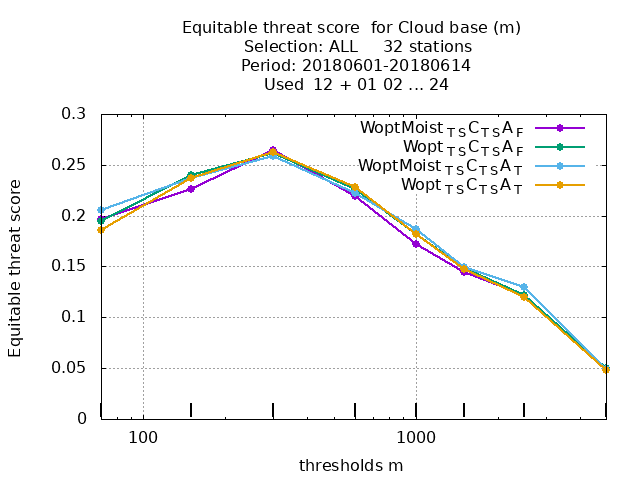 Equitable threat score for Cloud base (m)
Selection: ALL 32 stations
Period: 20180601-20180614
Used 12 + 01 02 ... 24
WoptMoist TS C TS A F
Wopt TS C TS A F
WoptMoist TS C TS A T
Wopt TS C TS A T
Equitable threat score
0.3
0.25
0.2
0.15
0.1
0.05
0
100
1000
thresholds m